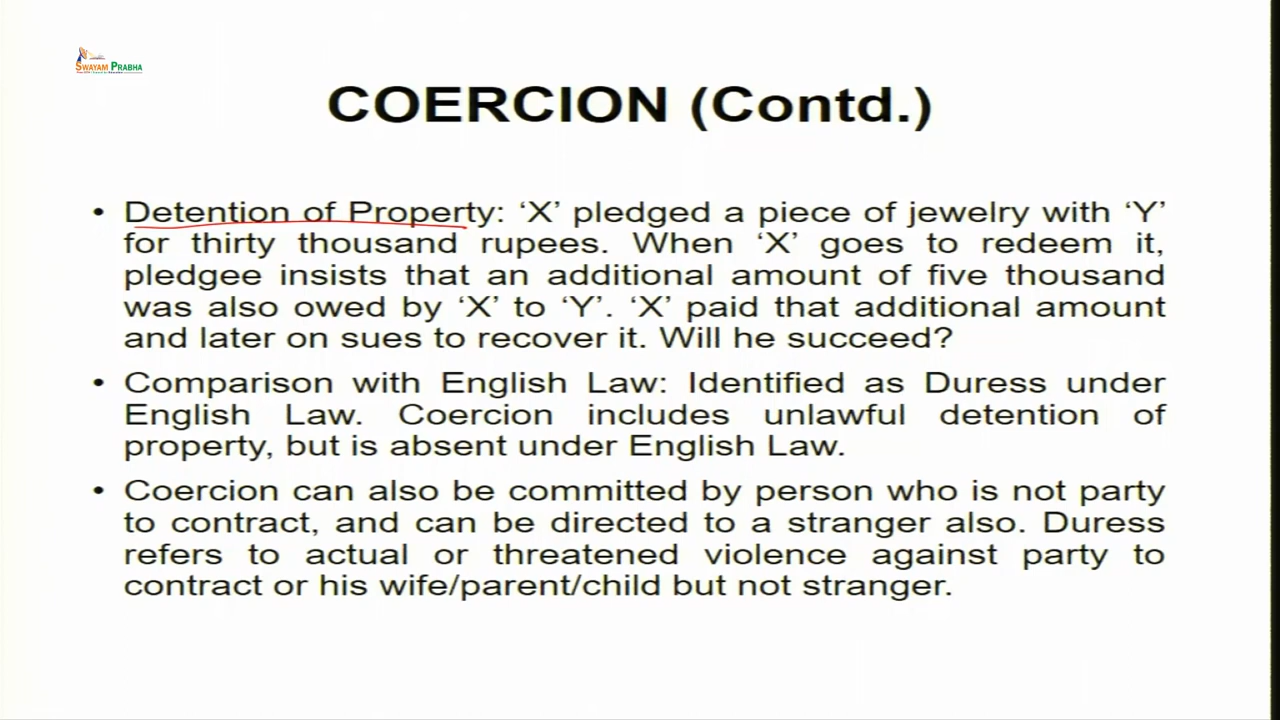 SWAYAM PRABHA
COERCION (Contd.)
• Detention of Property: ‘X’ pledged a piece of jewelry with ‘Y’
for thirty thousand rupees. When ‘X’ goes to redeem it,
pledgee insists that an additional amount of five thousand
was also owed by ‘X’ to ‘Y’. ‘X’ paid that additional amount
and later on sues to recover it. Will he succeed?
• Comparison with English Law: Identified as Duress under
English Law. Coercion includes unlawful detention of
property, but is absent under English Law.
• Coercion can also be committed by person who is not party
to contract, and can be directed to a stranger also. Duress
refers to actual or threatened violence against party to
contract or his wife/parent/child but not stranger.